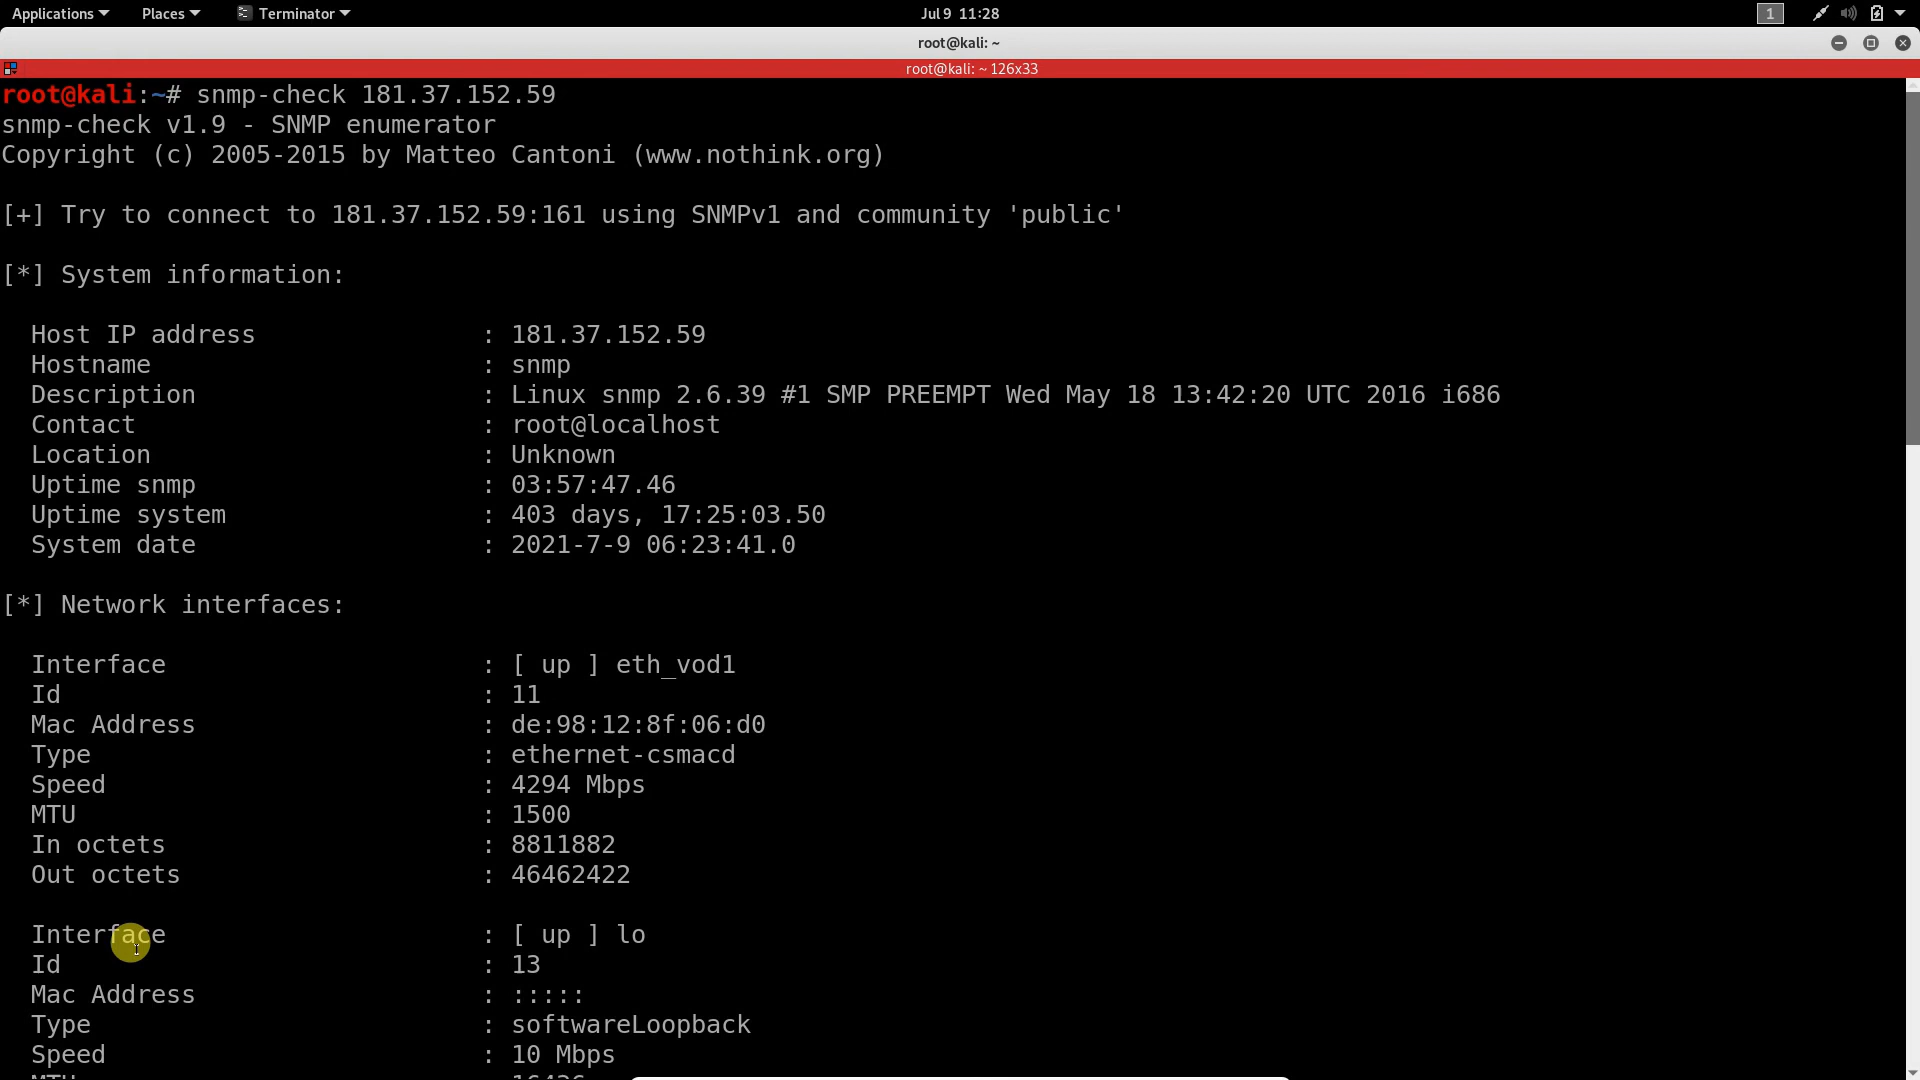 Applications Places Terminator Jul 9 11:28 1
root@kali: ~
root@kali: ~ 126x33
root@kali:~# snmp-check 181.37.152.59
snmp-check v1.9 - SNMP enumerator
Copyright (c) 2005-2015 by Matteo Cantoni (www.nothink.org)
[+] Try to connect to 181.37.152.59:161 using SNMPv1 and community 'public'
[*] System information:
Host IP address : 181.37.152.59
Hostname : snmp
Description : Linux snmp 2.6.39 #1 SMP PREEMPT Wed May 18 13:42:20 UTC 2016 i686
Contact : root@localhost
Location : Unknown
Uptime snmp : 03:57:47.46
Uptime system : 403 days, 17:25:03.50
System date : 2021-7-9 06:23:41.0
[*] Network interfaces:
Interface : [ up ] eth_vod1
Id : 11
Mac Address : de:98:12:8f:06:d0
Type : ethernet-csmacd
Speed : 4294 Mbps
MTU : 1500
In octets : 8811882
Out octets : 46462422
Interface : [ up ] lo
Id : 13
Mac Address : :::::
Type : softwareLoopback
Speed : 10 Mbps